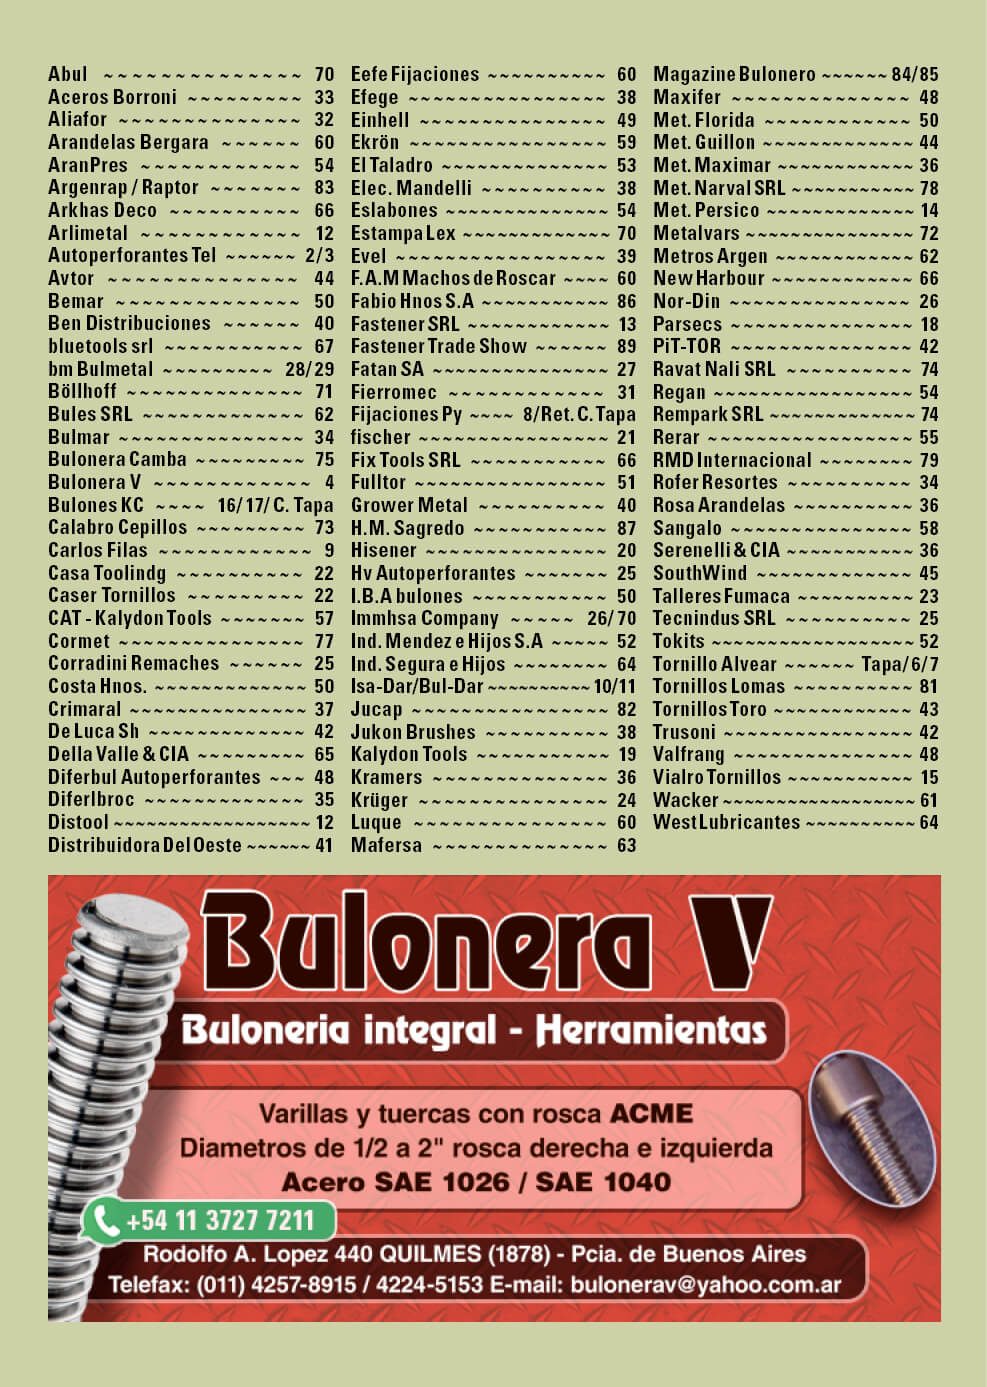 Abul ~~~~~~~~~~~~~~ 70
Aceros Borroni ~~~~~~~~~ 33
Aliafor ~~~~~~~~~~~~~ 32
Arandelas Bergara ~~~~~~ 60
AranPres ~~~~~~~~~~~ 54
Argenrap / Raptor ~~~~~~~ 83
Arkhas Deco ~~~~~~~~~~ 66
Arlimetal ~~~~~~~~~~~~ 12
Autoperforantes Tel ~~~~~~ 2/3
Avtor ~~~~~~~~~~~~~ 44
Bemar ~~~~~~~~~~~~~ 50
Ben Distribuciones ~~~~~~ 40
bluetools srl ~~~~~~~~~~ 67
bm Bulmetal ~~~~~~~~~ 28/29
Böllhoff ~~~~~~~~~~~~~ 71
Bules SRL ~~~~~~~~~~~~ 62
Bulmar ~~~~~~~~~~~~~ 34
Bulonera Camba ~~~~~~~~~ 75
Bulonera V ~~~~~~~~~~~~ 4
Bulones KC ~~~~ 16/17/ C. Tapa
Calabro Cepillos ~~~~~~~~~ 73
Carlos Filas ~~~~~~~~~~~~ 9
Casa Toolindg ~~~~~~~~~~ 22
Caser Tornillos ~~~~~~~~~ 22
CAT - Kalydon Tools ~~~~~~~ 57
Cormet ~~~~~~~~~~~~~ 77
Corradini Remaches ~~~~~~ 25
Costa Hnos. ~~~~~~~~~~~~ 50
Crimaral ~~~~~~~~~~~~~ 37
De Luca Sh ~~~~~~~~~~~~ 42
Della Valle & CIA ~~~~~~~~~ 65
Diferbul Autoperforantes ~~~ 48
Diferlbroc ~~~~~~~~~~~~ 35
Distool ~~~~~~~~~~~~~~~~~ 12
Distribuidora Del Oeste ~~~~~~ 41
Eefe Fijaciones ~~~~~~~~~~ 60
Efege ~~~~~~~~~~~~~~ 38
Einhell ~~~~~~~~~~~~~~ 49
Ekrön ~~~~~~~~~~~~~~ 59
El Taladro ~~~~~~~~~~~~ 53
Elec. Mandelli ~~~~~~~~~~ 38
Eslabones ~~~~~~~~~~~~~ 54
Estampa Lex ~~~~~~~~~~~~ 70
Evel ~~~~~~~~~~~~~~~ 39
F.A.M Machos de Roscar ~~~~ 60
Fabio Hnos S.A ~~~~~~~~~~~ 86
Fastener SRL ~~~~~~~~~~~~ 13
Fastener Trade Show ~~~~~~ 89
Fatan SA ~~~~~~~~~~~~~~ 27
Fierromec ~~~~~~~~~~~ 31
Fijaciones Py ~~~~ 8/Ret. C. Tapa
fischer ~~~~~~~~~~~~~~~~ 21
Fix Tools SRL ~~~~~~~~~~~ 66
Fulltor ~~~~~~~~~~~~~~ 51
Grower Metal ~~~~~~~~~ 40
H.M. Sagredo ~~~~~~~~~~ 87
Hisener ~~~~~~~~~~~~~ 20
Hv Autoperforantes ~~~~~~~ 25
I.B.A bulones ~~~~~~~~~~~ 50
Immhsa Company ~~~~~ 26/70
Ind. Mendez e Hijos S.A ~~~~~ 52
Ind. Segura e Hijos ~~~~~~~~ 64
Isa-Dar/Bul-Dar ~~~~~~~~~~ 10/11
Jucap ~~~~~~~~~~~~~~ 82
Jukon Brushes ~~~~~~~~~~ 38
Kalydon Tools ~~~~~~~~~~~ 19
Kramers ~~~~~~~~~~~~~ 36
Krüger ~~~~~~~~~~~~~~ 24
Luque ~~~~~~~~~~~~~~ 60
Mafersa ~~~~~~~~~~~~~ 63
Magazine Bulonero ~~~~~~ 84/85
Maxifer ~~~~~~~~~~~~~ 48
Met. Florida ~~~~~~~~~~~~ 50
Met. Guillon ~~~~~~~~~~~~ 44
Met. Maximar ~~~~~~~~~~~ 36
Met. Narval SRL ~~~~~~~~~~~ 78
Met. Persico ~~~~~~~~~~~~ 14
Metalvars ~~~~~~~~~~~~~ 72
Metros Argen ~~~~~~~~~~~ 62
New Harbour ~~~~~~~~~~~ 66
Nor-Din ~~~~~~~~~~~~~ 26
Parsecs ~~~~~~~~~~~~~~ 18
PiT-TOR ~~~~~~~~~~~~~~ 42
Ravat Nali SRL ~~~~~~~~~~ 74
Regan ~~~~~~~~~~~~~~~ 54
Rempark SRL ~~~~~~~~~~~~ 74
Rerar ~~~~~~~~~~~~~~~ 55
RMD Internacional ~~~~~~~~ 79
Rofer Resortes ~~~~~~~~~~ 34
Rosa Arandelas ~~~~~~~~~~ 36
Sangalo ~~~~~~~~~~~~~ 58
Serenelli & CIA ~~~~~~~~~~~ 36
SouthWind ~~~~~~~~~~~~ 45
Talleres Fumaca ~~~~~~~~~~ 23
Tecnindus SRL ~~~~~~~~~~ 25
Tokits ~~~~~~~~~~~~~~~~~ 52
Tornillo Alvear ~~~~~~ Tapa/6/7
Tornillos Lomas ~~~~~~~~~~ 81
Tornillos Toro ~~~~~~~~~~~~ 43
Trusoni ~~~~~~~~~~~~~~ 42
Valfrang ~~~~~~~~~~~~~ 48
Vialro Tornillos ~~~~~~~~~~~ 15
Wacker ~~~~~~~~~~~~~~~~~ 61
West Lubricantes ~~~~~~~~~~ 64
Bulonera V
Buloneria integral - Herramientas
Varillas y tuercas con rosca ACME
Diametros de 1/2 a 2" rosca derecha e izquierda
Acero SAE 1026 / SAE 1040
+54 11 3727 7211
Rodolfo A. Lopez 440 QUILMES (1878) - Pcia. de Buenos Aires
Telefax: (011) 4257-8915 / 4224-5153 E-mail: bulonerav@yahoo.com.ar